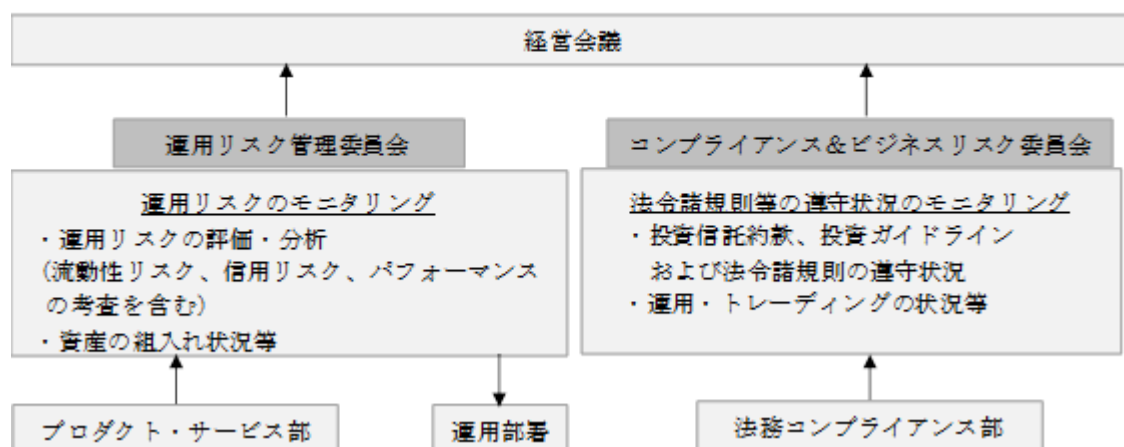 経営会議
運用リスク管理委員会
運用リスクのモニタリング
・運用リスクの評価・分析
(流動性リスク、信用リスク、パフォーマンス
の考査を含む)
・資産の組入れ状況等
プロダクト・サービス部
運用部署
コンプライアンス＆ビジネスリスク委員会
法令諸規則等の遵守状況のモニタリング
・投資信託約款、投資ガイドライン
および法令諸規則の遵守状況
・運用・トレーディングの状況等
法務コンプライアンス部